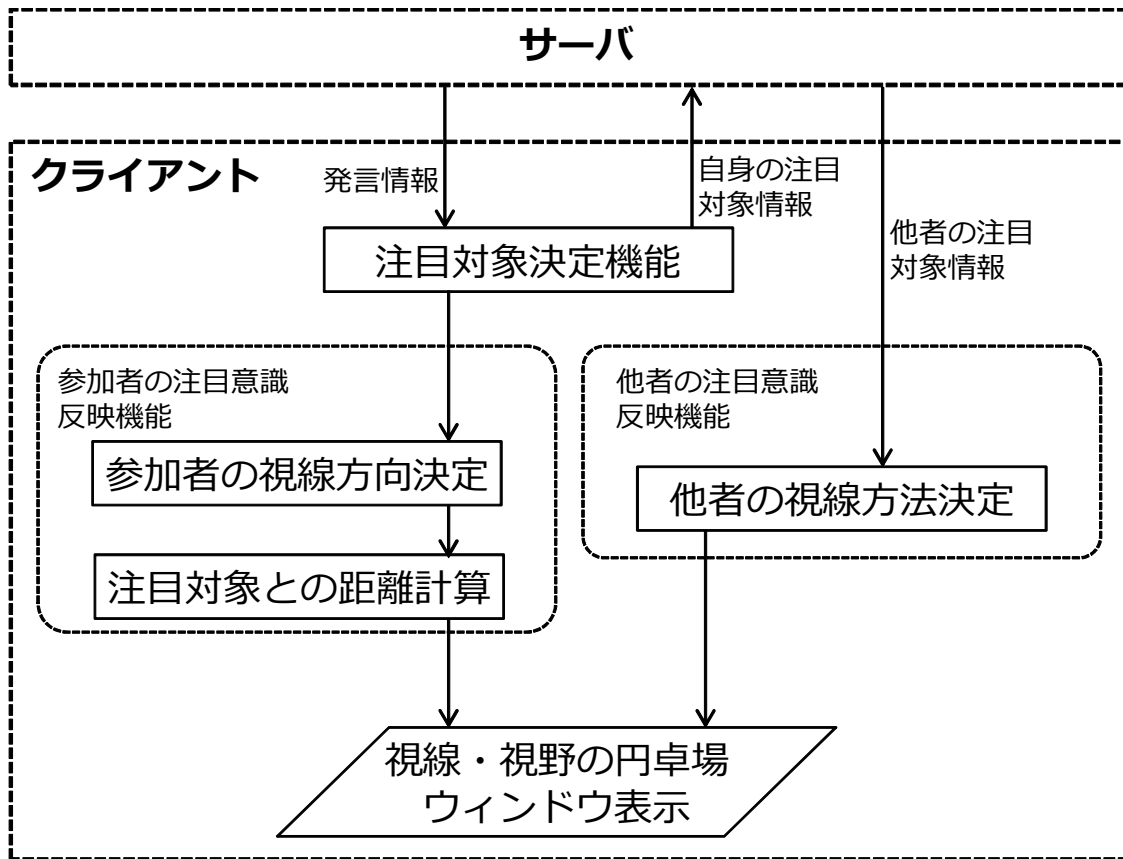 サーバ
クライアント
発言情報
自身の注目
対象情報
他者の注目
対象情報
注目対象決定機能
参加者の注目意識
反映機能
参加者の視線方向決定
注目対象との距離計算
他者の注目意識
反映機能
他者の視線方法決定
視線・視野の円卓場
ウィンドウ表示